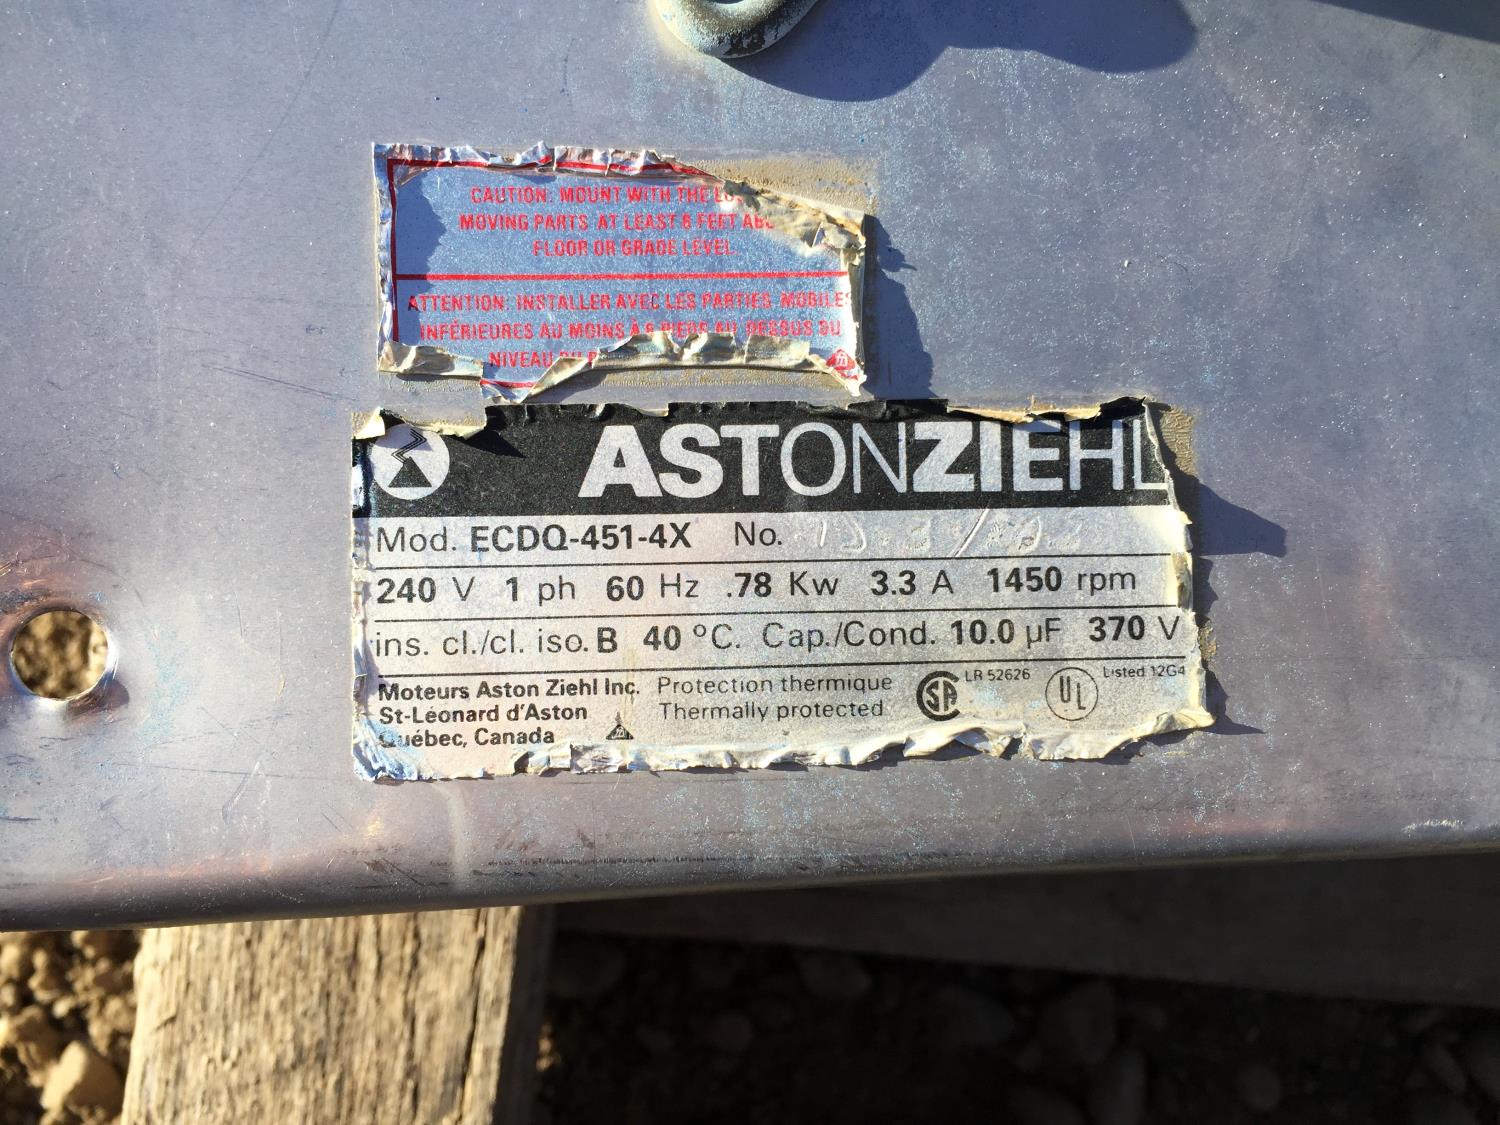 CAUTION: MOUNT WITH THE
MOVING PARTS AT LEAST 8 FEET
FLOOR OR GRADE LEVEL.
ATTENTION: INSTALLER AVEC LES PARTIES MOBILES
INFÉRIEURES AU MOINS À 8 PIEDS AU DESSUS DU
NIVEAU DU
ASTONZIEHL
Mod. ECDQ-451-4X No.
240 V 1 ph 60 Hz .78 Kw 3.3 A 1450 rpm
ins. cl./cl. iso. B 40 °C. Cap./Cond. 10.0 µF 370 V
Moteurs Aston Ziehl Inc.
St-Léonard d'Aston
Québec, Canada
Protection thermique
Thermally protected
SA LR 52626
UL Listed 12G4